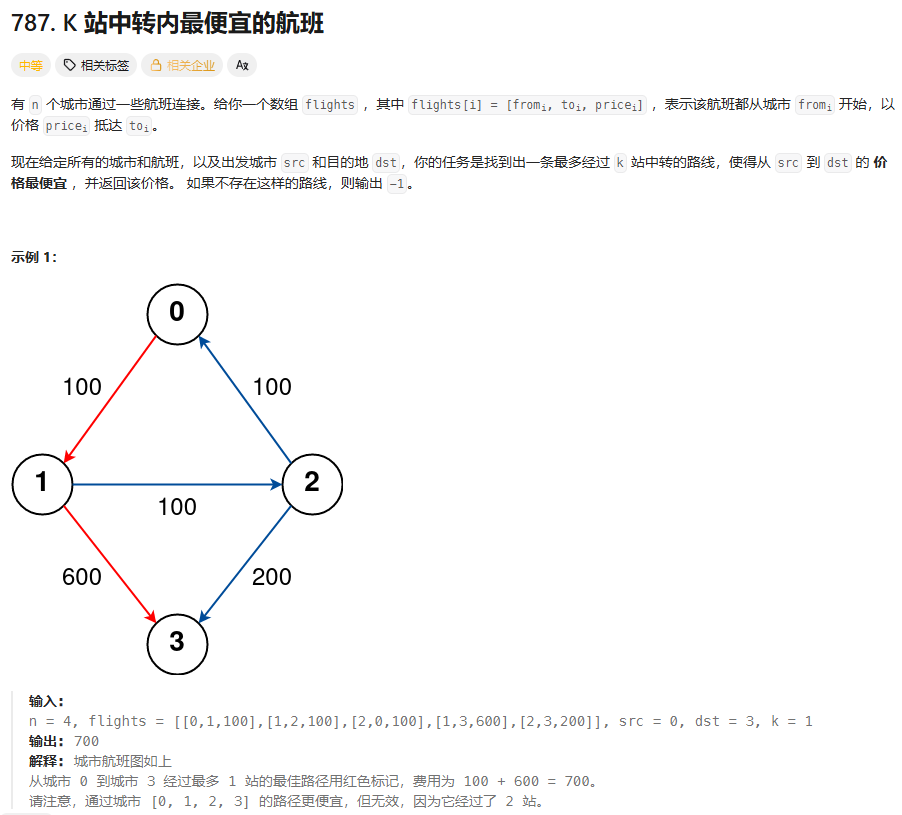 787. K 站中转内最便宜的航班
中等 相关标签 相关企业 Aあ
有 n 个城市通过一些航班连接。给你一个数组 flights ，其中 flights[i] = [fromi, toi, pricei] ，表示该航班都从城市 fromi 开始，以
价格 pricei 抵达 toi。
现在给定所有的城市和航班，以及出发城市 src 和目的地 dst，你的任务是找到出一条最多经过 k 站中转的路线，使得从 src 到 dst 的 价
格最便宜 ，并返回该价格。 如果不存在这样的路线，则输出 -1。
示例 1：
0
100 100
1 2
100
600 200
3
输入：
n = 4, flights = [[0,1,100],[1,2,100],[2,0,100],[1,3,600],[2,3,200]], src = 0, dst = 3, k = 1
输出： 700
解释： 城市航班图如上
从城市 0 到城市 3 经过最多 1 站的最佳路径用红色标记，费用为 100 + 600 = 700。
请注意，通过城市 [0, 1, 2, 3] 的路径更便宜，但无效，因为它经过了 2 站。